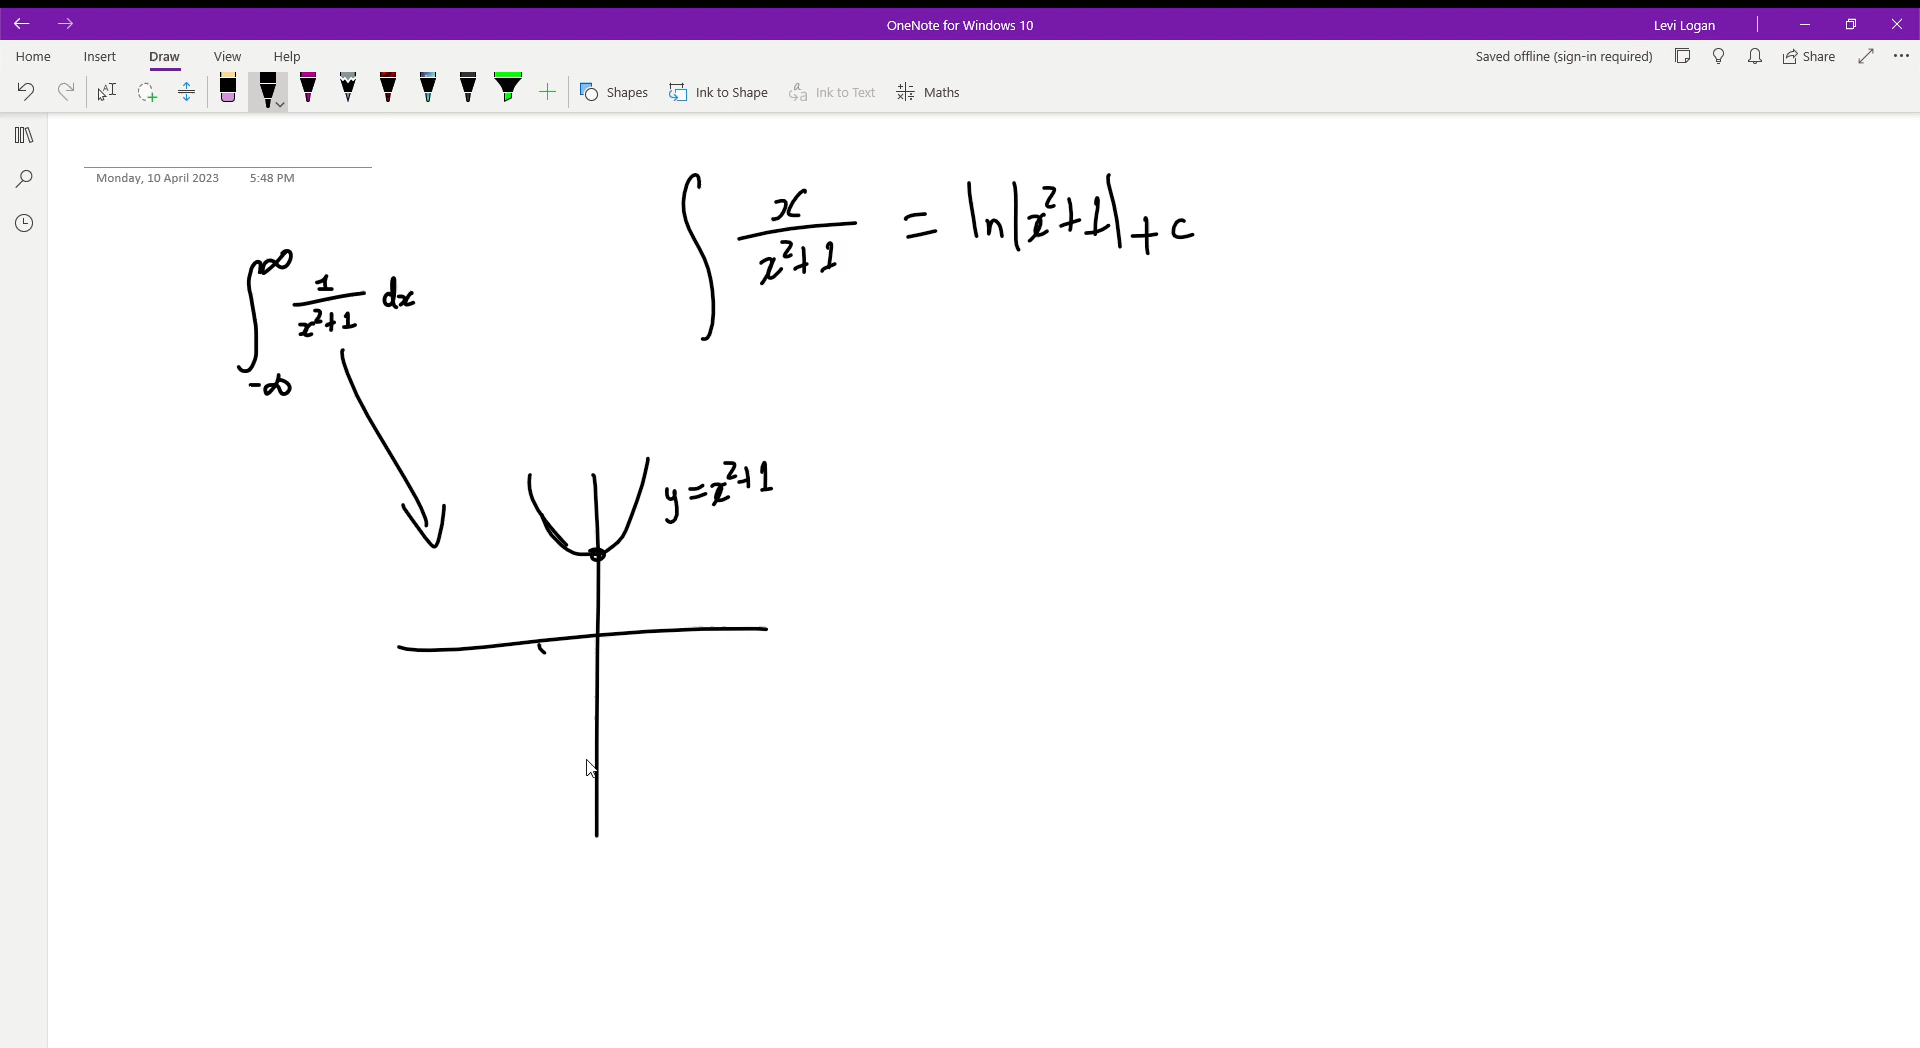 OneNote for Windows 10
Levi Logan
Home Insert Draw View Help
Saved offline (sign-in required) Share
Shapes Ink to Shape Ink to Text Maths
Monday, 10 April 2023 5:48 PM
∫ x/(x²+1) = ln|x²+1| + c
∫_{-∞}^{∞} 1/(x²+1) dx
y = x²+1